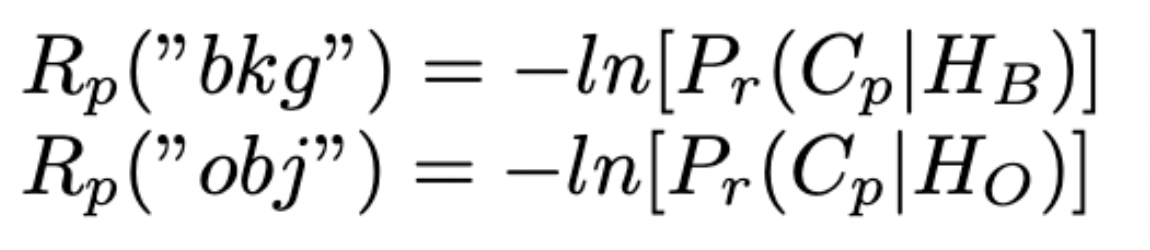 R_p("bkg") = −ln[P_r(C_p|H_B)]
R_p("obj") = −ln[P_r(C_p|H_O)]